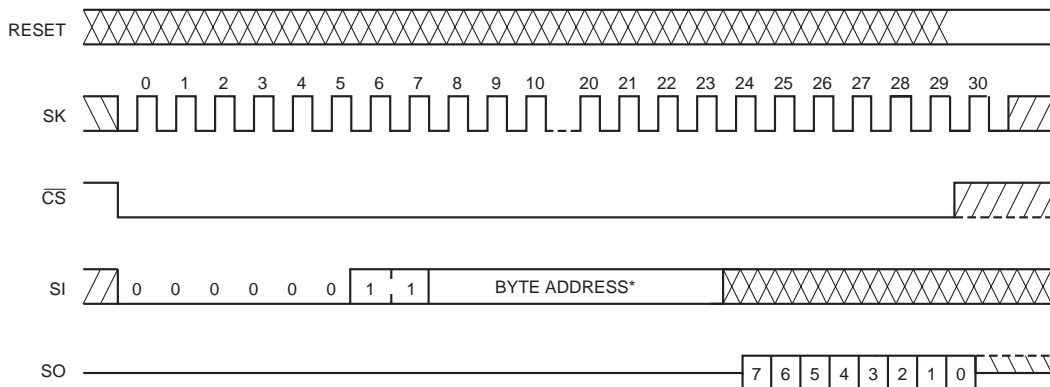 RESET
0 1 2 3 4 5 6 7 8 9 10 20 21 22 23 24 25 26 27 28 29 30
SK
CS
SI 0 0 0 0 0 0 1 1 BYTE ADDRESS*
SO 7 6 5 4 3 2 1 0